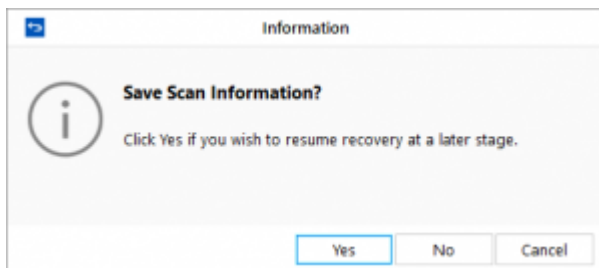 Information
Save Scan Information?
Click Yes if you wish to resume recovery at a later stage.
Yes No Cancel